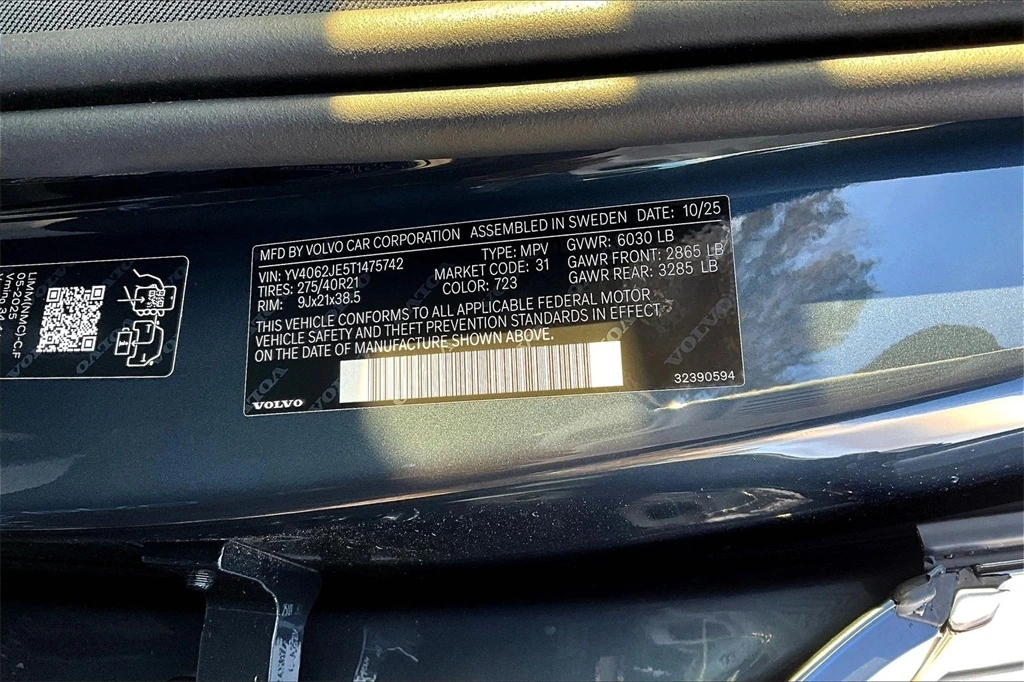 MFD BY VOLVO CAR CORPORATION ASSEMBLED IN SWEDEN DATE: 10/25
VIN: YV4062JE5T1475742 TYPE: MPV GVWR: 6030 LB
TIRES: 275/40R21 MARKET CODE: 31 GAWR FRONT: 2865 LB
RIM: 9Jx21x38.5 COLOR: 723 GAWR REAR: 3285 LB
THIS VEHICLE CONFORMS TO ALL APPLICABLE FEDERAL MOTOR
VEHICLE SAFETY AND THEFT PREVENTION STANDARDS IN EFFECT
ON THE DATE OF MANUFACTURE SHOWN ABOVE.
VOLVO
32390594
LIMMNMCI-C.F
05-2025